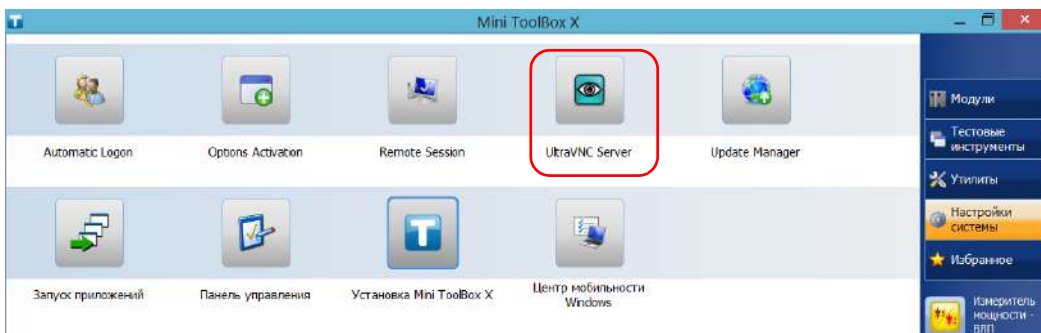 Mini ToolBox X
Automatic Logon
Options Activation
Remote Session
UltraVNC Server
Update Manager
Запуск приложений
Панель управления
Установка Mini ToolBox X
Центр мобильности
Windows
Модули
Тестовые
инструменты
Утилиты
Настройки
системы
Избранное
Измеритель
мощности -
ВЛП